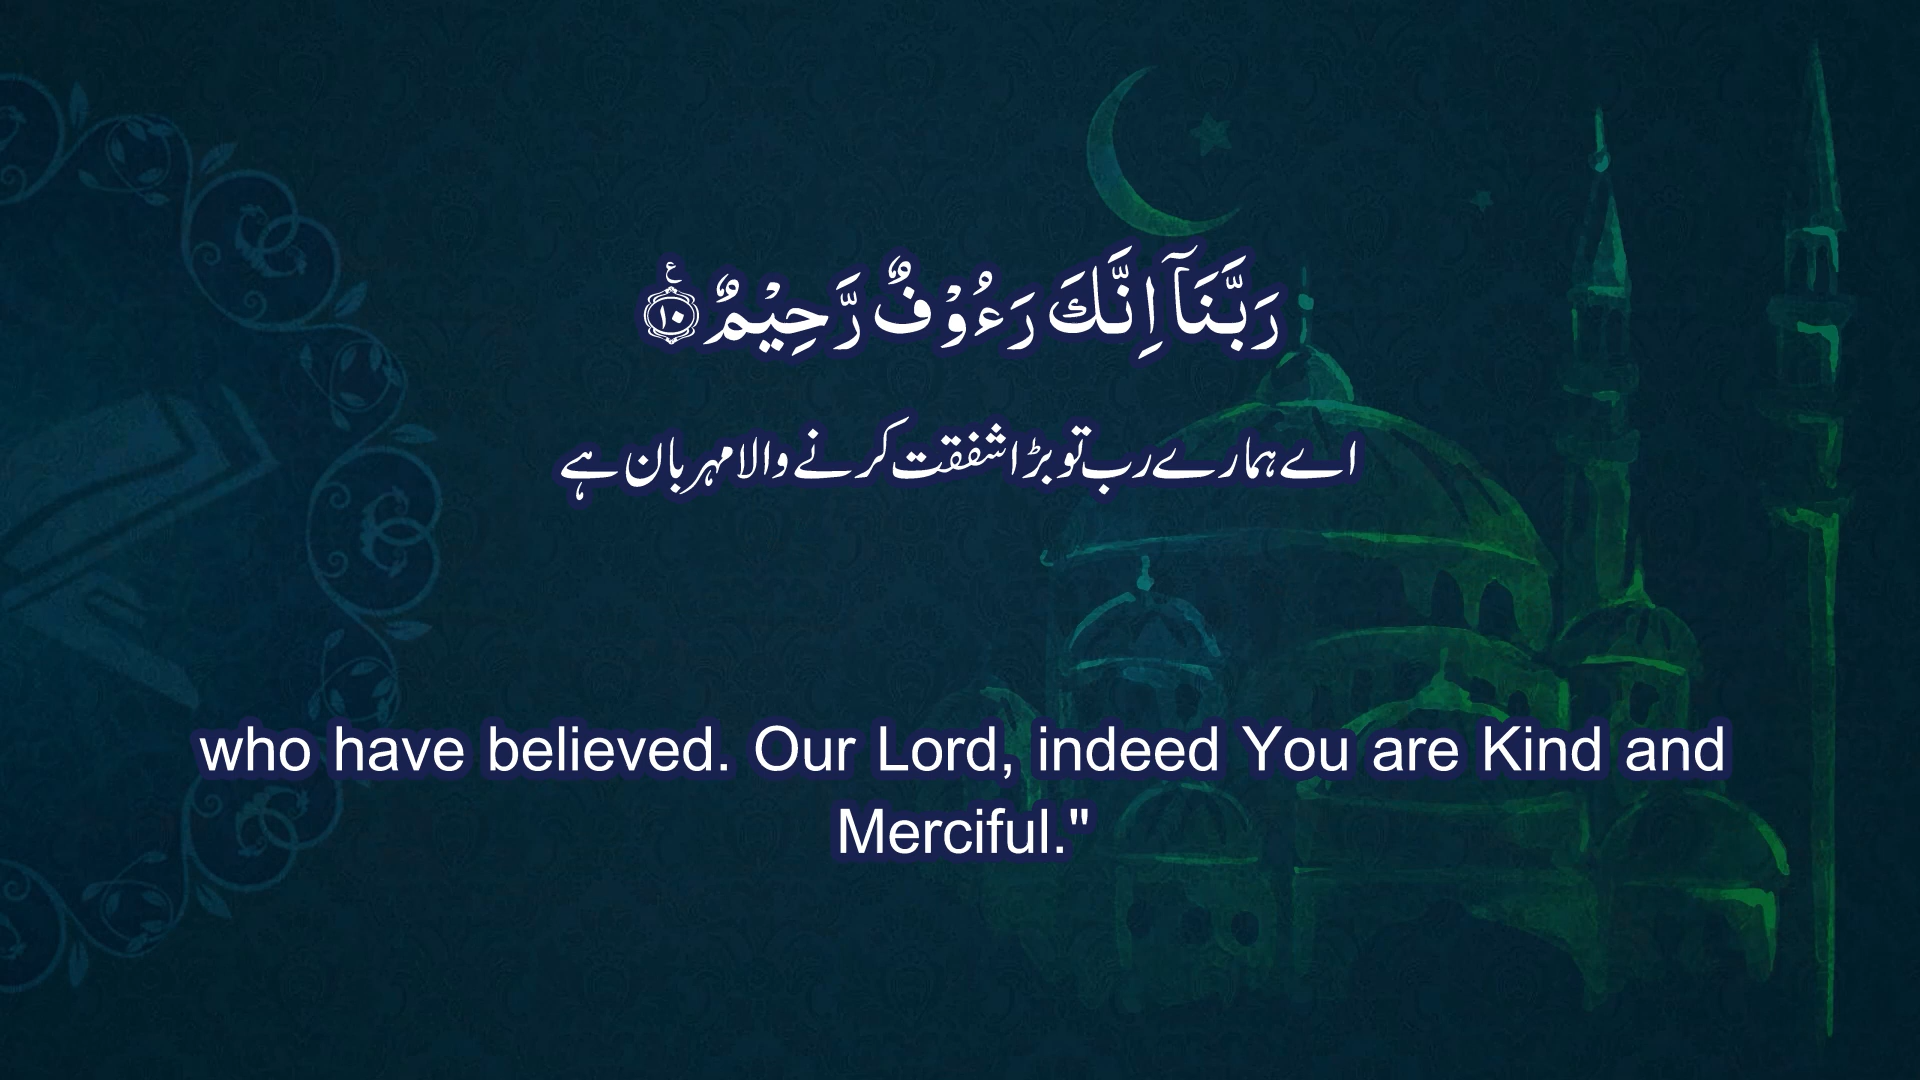 رَبَّنَاۤ اِنَّكَ رَءُوْفٌ رَّحِيْمٌ ۧ ﴿۱۰﴾
اے ہمارے رب تو بڑا شفقت کرنے والا مہربان ہے
who have believed. Our Lord, indeed You are Kind and
Merciful."